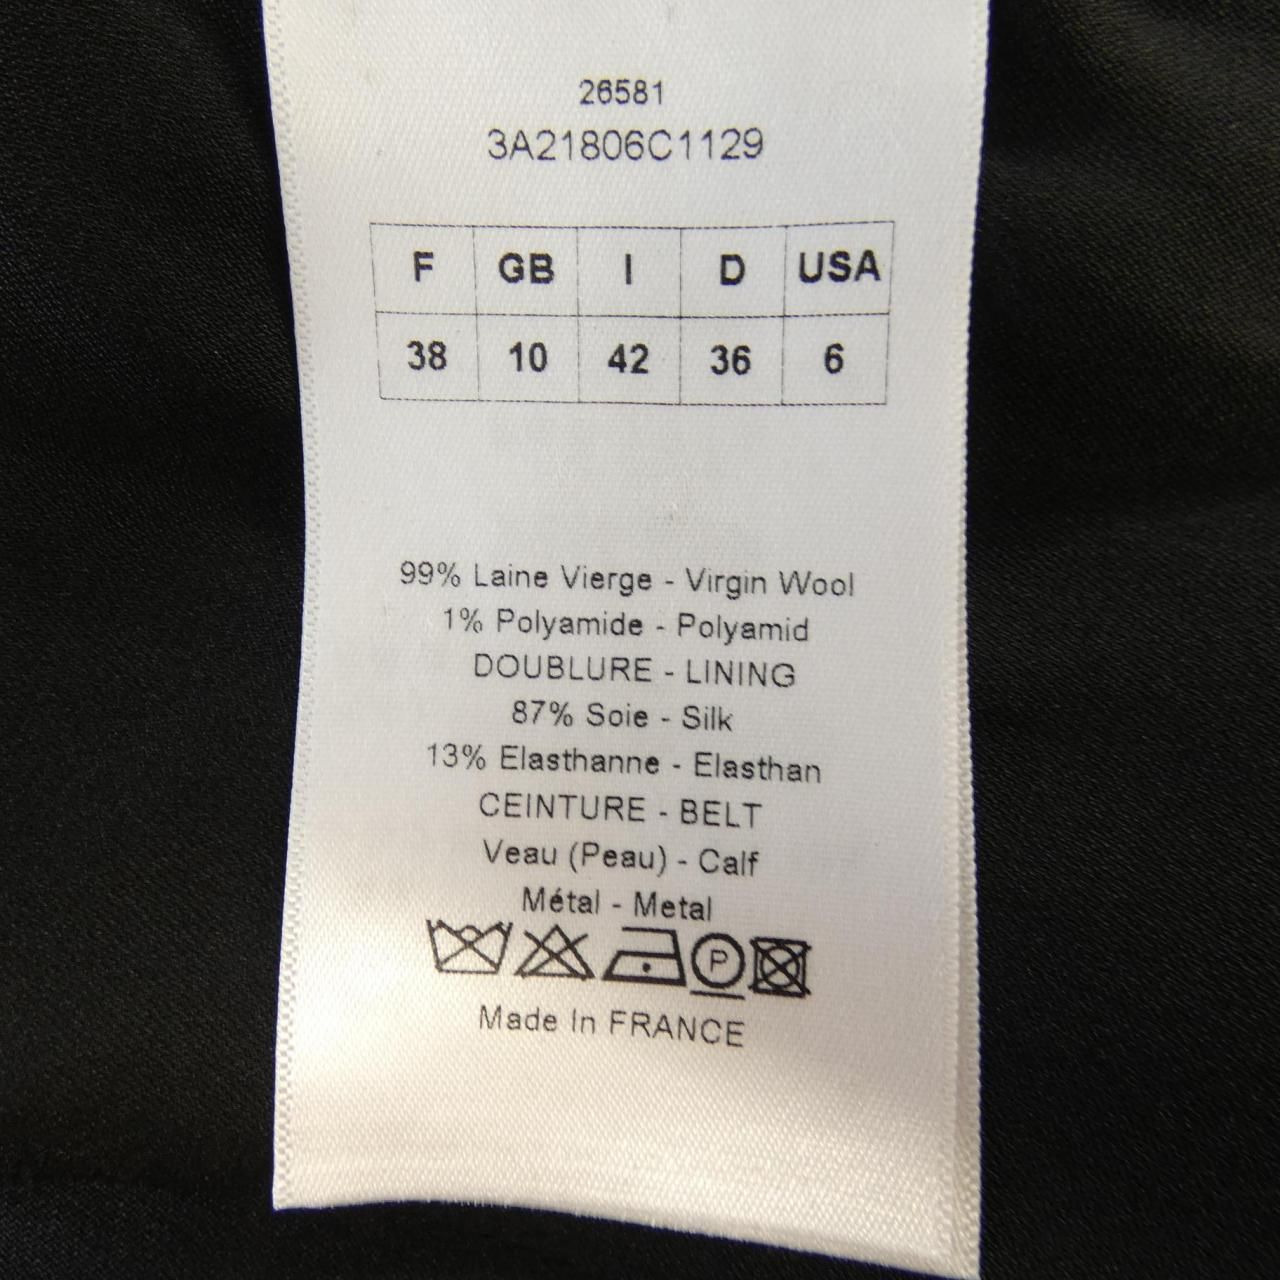 26581
3A21806C1129
F GB I D USA
38 10 42 36 6
99% Laine Vierge - Virgin Wool
1% Polyamide - Polyamid
DOUBLURE - LINING
87% Soie - Silk
13% Elasthanne - Elasthan
CEINTURE - BELT
Veau (Peau) - Calf
Métal - Metal
P
Made In FRANCE